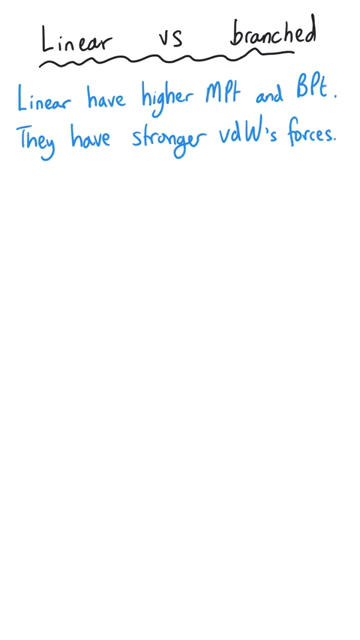 Linear vs branched
Linear have higher MPt and BPt.
They have stronger vdW's forces.